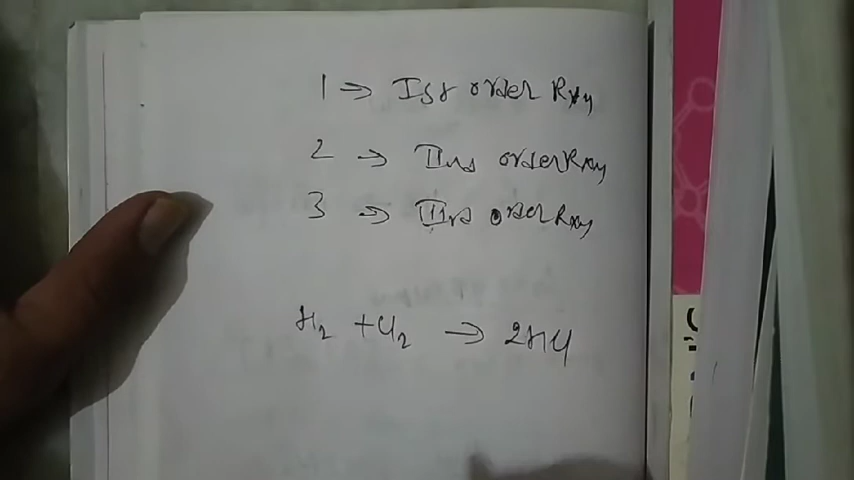 1 ⇒ Ist order Rxn
2 ⇒ IInd order Rxn
3 ⇒ IIIrd order Rxn
H₂ + Cl₂ → 2HCl